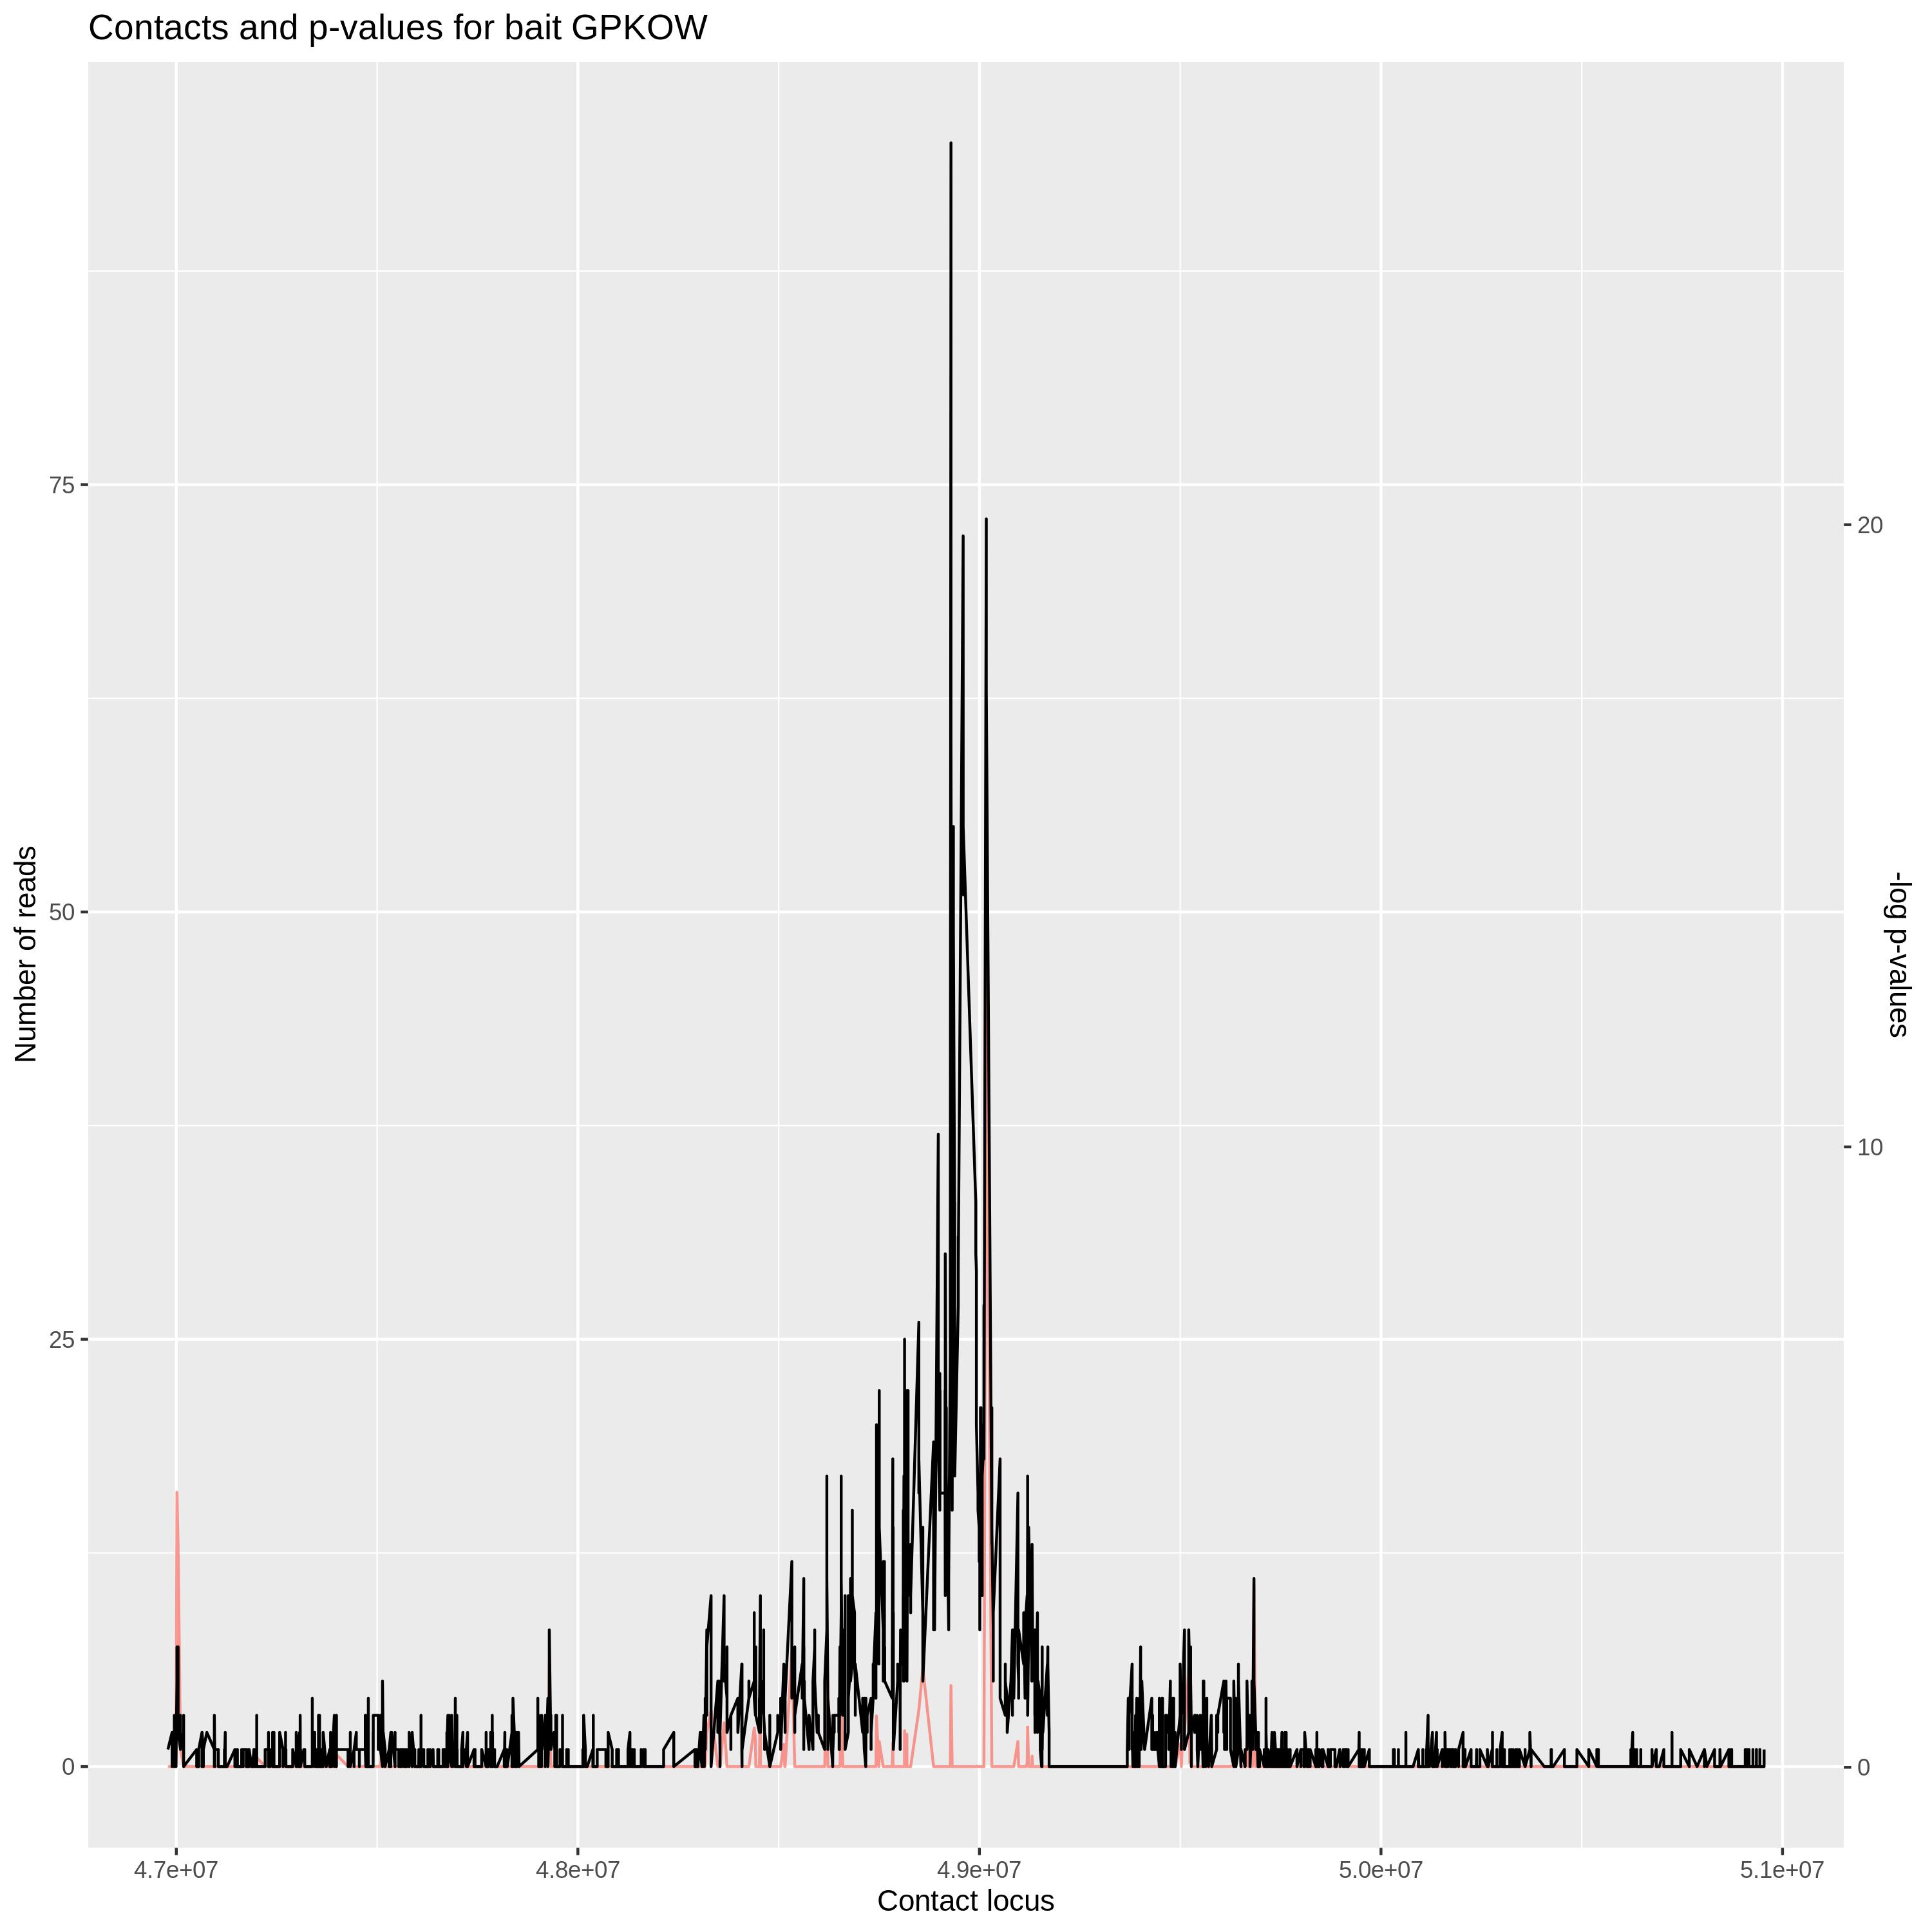 Contacts and p-values for bait GPKOW
Number of reads
75
50
25
0
20
10
0
-log p-values
4.7e+07
4.8e+07
4.9e+07
5.0e+07
5.1e+07
Contact locus